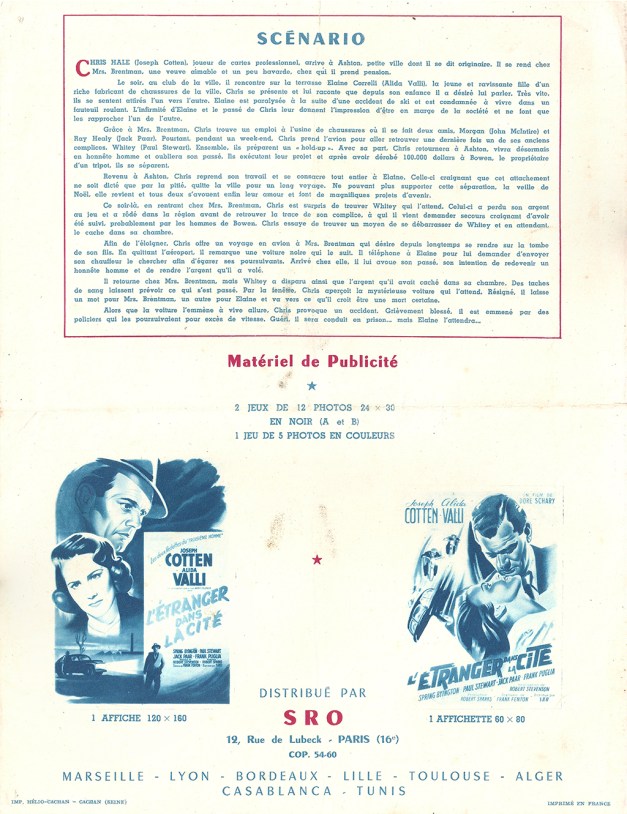 SCÉNARIO
CHRIS HALE (Joseph Cotten), joueur de cartes professionnel, arrive à Ashton, petite ville dont il se dit originaire. Il se rend chez
Mrs. Brentman, une veuve aimable et un peu bavarde, chez qui il prend pension.
Le soir, au club de la ville, il rencontre sur la terrasse Elaine Correlli (Alida Valli), la jeune et ravissante fille d'un
riche fabricant de chaussures de la ville. Chris se présente et lui raconte que depuis son enfance il a désiré lui parler. Très vite,
ils se sentent attirés l'un vers l'autre. Elaine est paralysée à la suite d'une accident de ski et est condamnée à vivre dans un
fauteuil roulant. L'infirmité d'Elaine et le passé de Chris leur donnent l'impression d'être en marge de la société et ne font que
les rapprocher l'un de l'autre.
Grâce à Mrs. Brentman, Chris trouve un emploi à l'usine de chaussures où il se fait deux amis, Morgan (John McIntire) et
Ray Healy (Jack Paar). Pourtant, pendant un week-end, Chris prend l'avion pour aller retrouver une dernière fois un de ses anciens
complices, Whitey (Paul Stewart). Ensemble, ils préparent un « hold-up ». Avec sa part, Chris retournera à Ashton, vivra désormais
en honnête homme et oubliera son passé. Ils exécutent leur projet et après avoir dérobé 100.000 dollars à Bowen, le propriétaire
d'un tripot, ils se séparent.
Revenu à Ashton, Chris reprend son travail et se consacre tout entier à Elaine. Celle-ci craignant que cet attachement
ne soit dicté que par la pitié, quitte la ville pour un long voyage. Ne pouvant plus supporter cette séparation, la veille de
Noël, elle revient et tous deux s'avouent enfin leur amour et font de magnifiques projets d'avenir.
Ce soir-là, en rentrant chez Mrs. Brentman, Chris est surpris de trouver Whitey qui l'attend. Celui-ci a perdu son argent
au jeu et a rôdé dans la région avant de retrouver la trace de son complice, à qui il vient demander secours craignant d'avoir
été suivi, probablement par les hommes de Bowen. Chris essaye de trouver un moyen de se débarrasser de Whitey et en attendant,
le cache dans sa chambre.
Afin de l'éloigner, Chris offre un voyage en avion à Mrs. Brentman qui désire depuis longtemps se rendre sur la tombe
de son fils. En quittant l'aéroport, il remarque une voiture noire qui le suit. Il téléphone à Elaine pour lui demander d'envoyer
son chauffeur le chercher afin d'égarer ses poursuivants. Arrivé chez elle, il lui avoue son passé, son intention de redevenir un
honnête homme et de rendre l'argent qu'il a volé.
Il retourne chez Mrs. Brentman, mais Whitey a disparu ainsi que l'argent qu'il avait caché dans sa chambre. Des taches
de sang laissent prévoir ce qui s'est passé. Par la fenêtre, Chris aperçoit la mystérieuse voiture qui l'attend. Résigné, il laisse
un mot pour Mrs. Brentman, un autre pour Elaine et va vers ce qu'il croit être une mort certaine.
Alors que la voiture l'emmène à vive allure, Chris provoque un accident. Grièvement blessé, il est emmené par des
policiers qui les poursuivaient pour excès de vitesse. Guéri, il sera conduit en prison... mais Elaine l'attendra...
Matériel de Publicité
2 JEUX DE 12 PHOTOS 24 × 30
EN NOIR (A et B)
1 JEU DE 5 PHOTOS EN COULEURS
JOSEPH
COTTEN
ALIDA
VALLI
L'ÉTRANGER
DANS
LA CITÉ
SPRING BYINGTON PAUL STEWART
JACK PAAR FRANK PUGLIA
1 AFFICHE 120 × 160
UN FILM DE
DORE SCHARY
Joseph Alida
COTTEN VALLI
L'ETRANGER DANS
LA CITÉ
SPRING BYINGTON PAUL STEWART JACK PAAR FRANK PUGLIA
ROBERT STEVENSON
ROBERT SPARKS FRANK FENTON
1 AFFICHETTE 60 × 80
DISTRIBUÉ PAR
SRO
12, Rue de Lubeck - PARIS (16e)
COP. 54-60
MARSEILLE - LYON - BORDEAUX - LILLE - TOULOUSE - ALGER
CASABLANCA - TUNIS
IMP. HÉLIO-CACHAN - CACHAN (SEINE)
IMPRIMÉ EN FRANCE